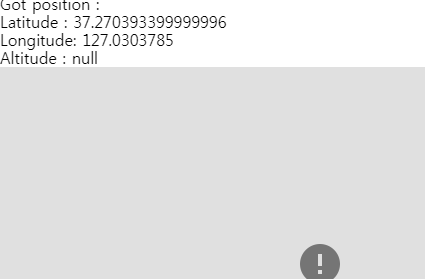 Got position :
Latitude : 37.270393399999996
Longitude: 127.0303785
Altitude : null